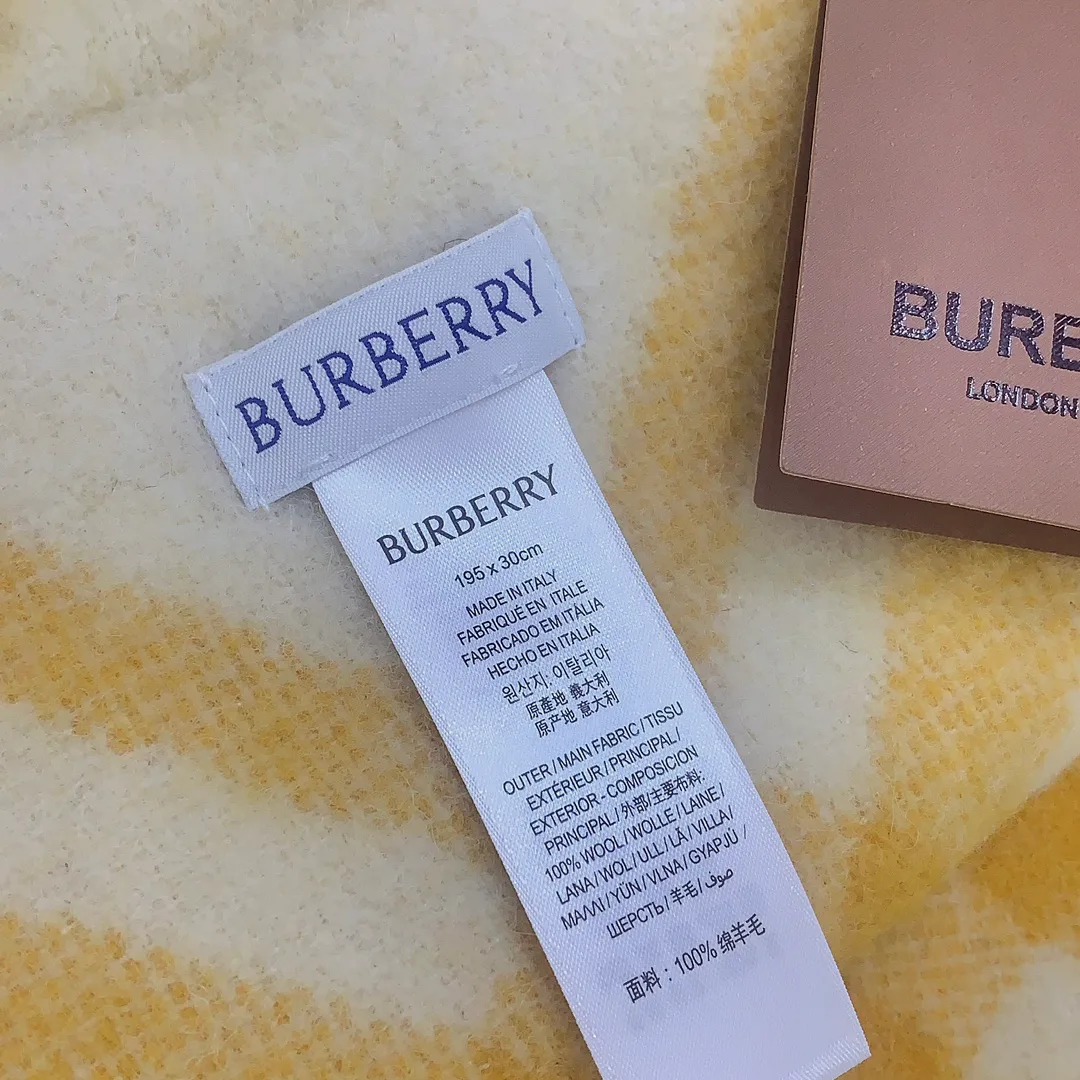 BURBERRY
BURBERRY
195 x 30cm
MADE IN ITALY
FABRIQUÉ EN ITALE
FABRICADO EM ITÁLIA
HECHO EN ITALIA
원산지: 이탈리아
原產地 義大利
原产地 意大利
OUTER / MAIN FABRIC / TISSU
EXTÉRIEUR / PRINCIPAL /
EXTERIOR - COMPOSICION
PRINCIPAL / 外部/主要布料:
100% WOOL / WOLLE / LAINE /
LANA / WOL / ULL / LÃ / VILLA /
ΜΑΛΛΙ / YÜN / VLNA / GYAPJÚ /
ШЕРСТЬ / 羊毛 / صوف
面料：100% 绵羊毛
BURBE
LONDON